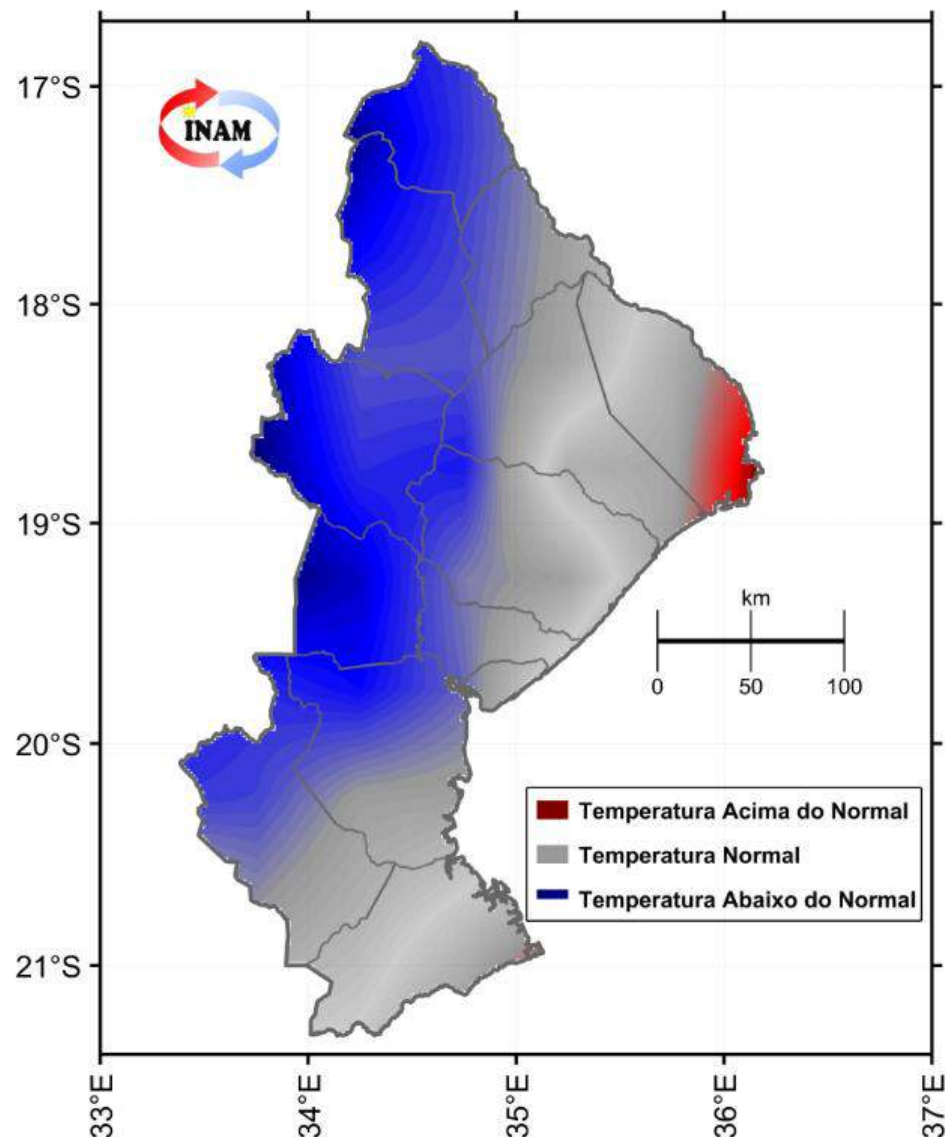 17°S
INAM
18°S
19°S
km
0 50 100
20°S
Temperatura Acima do Normal
Temperatura Normal
Temperatura Abaixo do Normal
21°S
33°E 34°E 35°E 36°E 37°E